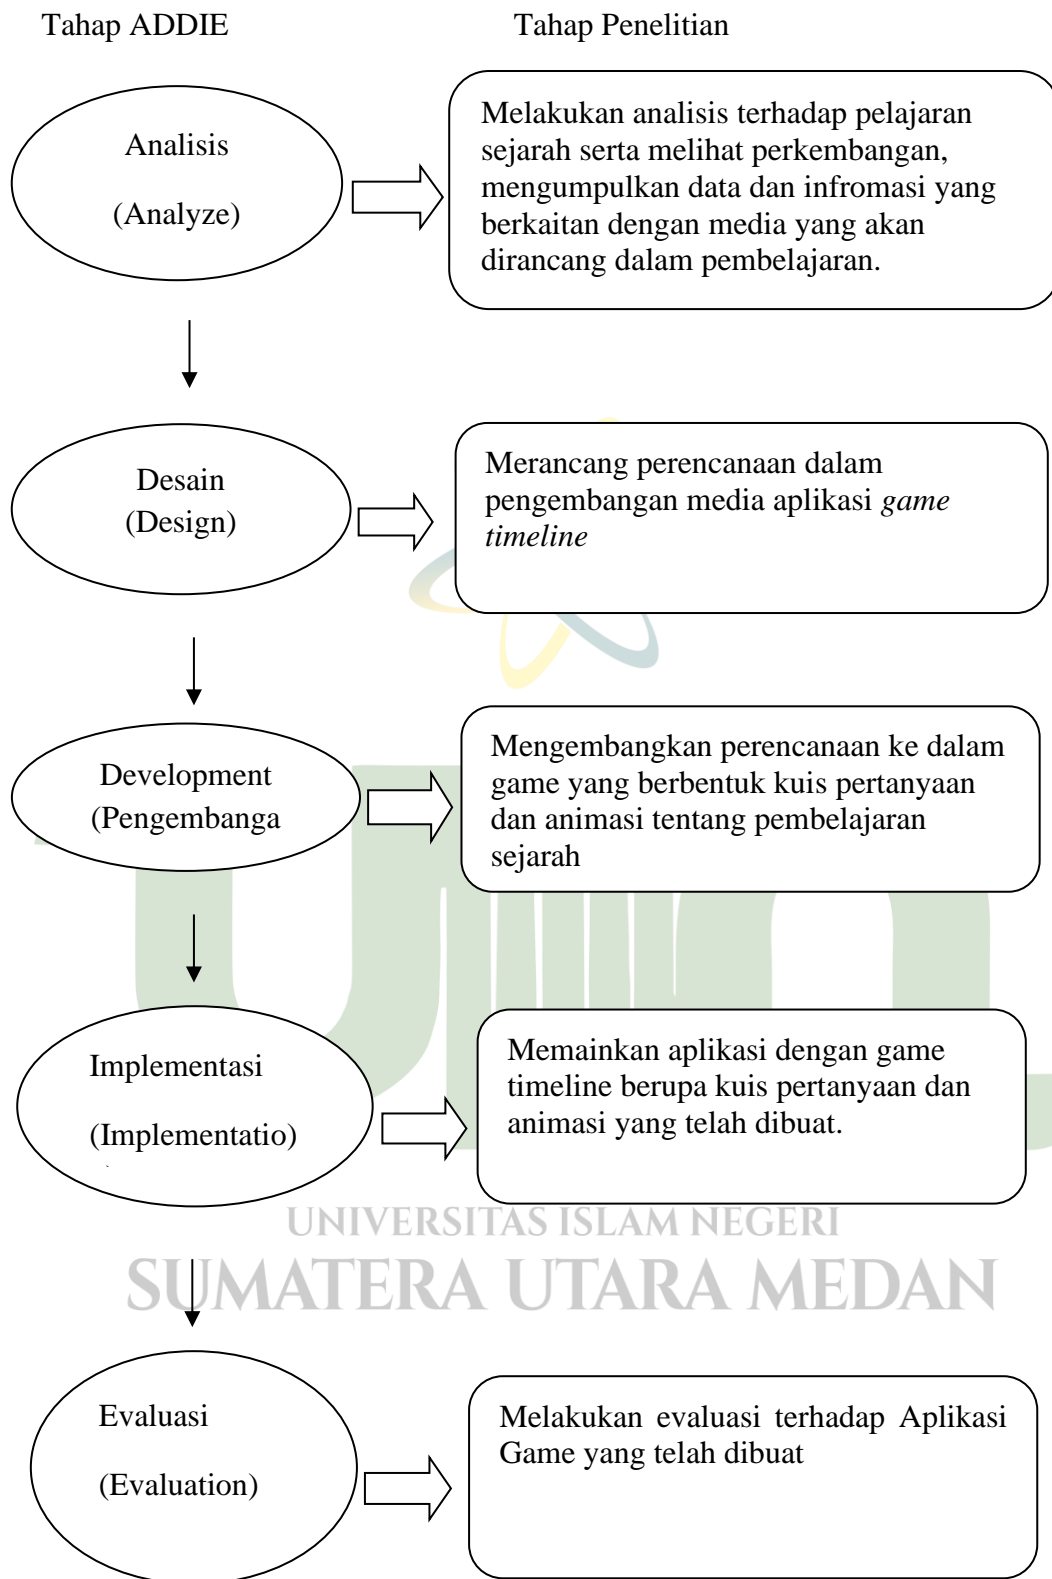 Tahap ADDIE
Tahap Penelitian
Analisis
(Analyze)
Melakukan analisis terhadap pelajaran
sejarah serta melihat perkembangan,
mengumpulkan data dan infromasi yang
berkaitan dengan media yang akan
dirancang dalam pembelajaran.
Desain
(Design)
Merancang perencanaan dalam
pengembangan media aplikasi game
timeline
Development
(Pengembanga
Mengembangkan perencanaan ke dalam
game yang berbentuk kuis pertanyaan
dan animasi tentang pembelajaran
sejarah
Implementasi
(Implementatio)
Memainkan aplikasi dengan game
timeline berupa kuis pertanyaan dan
animasi yang telah dibuat.
UNIVERSITAS ISLAM NEGERI
SUMATERA UTARA MEDAN
Evaluasi
(Evaluation)
Melakukan evaluasi terhadap Aplikasi
Game yang telah dibuat